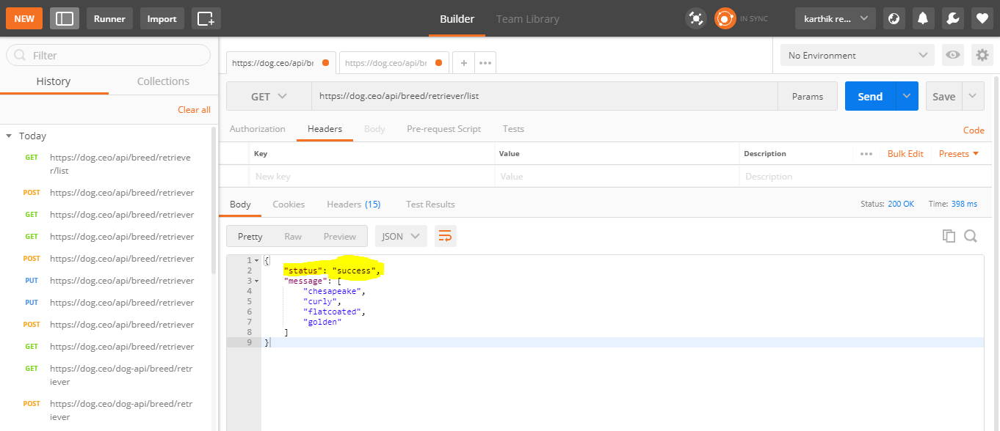 NEW Runner Import Builder Team Library IN SYNC karthik re...
Filter
History Collections
Clear all
Today
GET https://dog.ceo/api/breed/retrieve
r/list
POST https://dog.ceo/api/breed/retriever
GET https://dog.ceo/api/breed/retriever
GET https://dog.ceo/api/breed/retriever
POST https://dog.ceo/api/breed/retriever
PUT https://dog.ceo/api/breed/retriever
PUT https://dog.ceo/api/breed/retriever
POST https://dog.ceo/api/breed/retriever
GET https://dog.ceo/api/breed/retriever
GET https://dog.ceo/dog-api/breed/retr
iever
POST https://dog.ceo/dog-api/breed/retr
iever
https://dog.ceo/api/br https://dog.ceo/api/br + ••• No Environment
GET https://dog.ceo/api/breed/retriever/list Params Send Save
Authorization Headers Body Pre-request Script Tests Code
Key Value Description ••• Bulk Edit Presets
New key Value Description
Body Cookies Headers (15) Test Results Status: 200 OK Time: 398 ms
Pretty Raw Preview JSON
1 {
2 "status": "success",
3 "message": [
4 "chesapeake",
5 "curly",
6 "flatcoated",
7 "golden"
8 ]
9 }